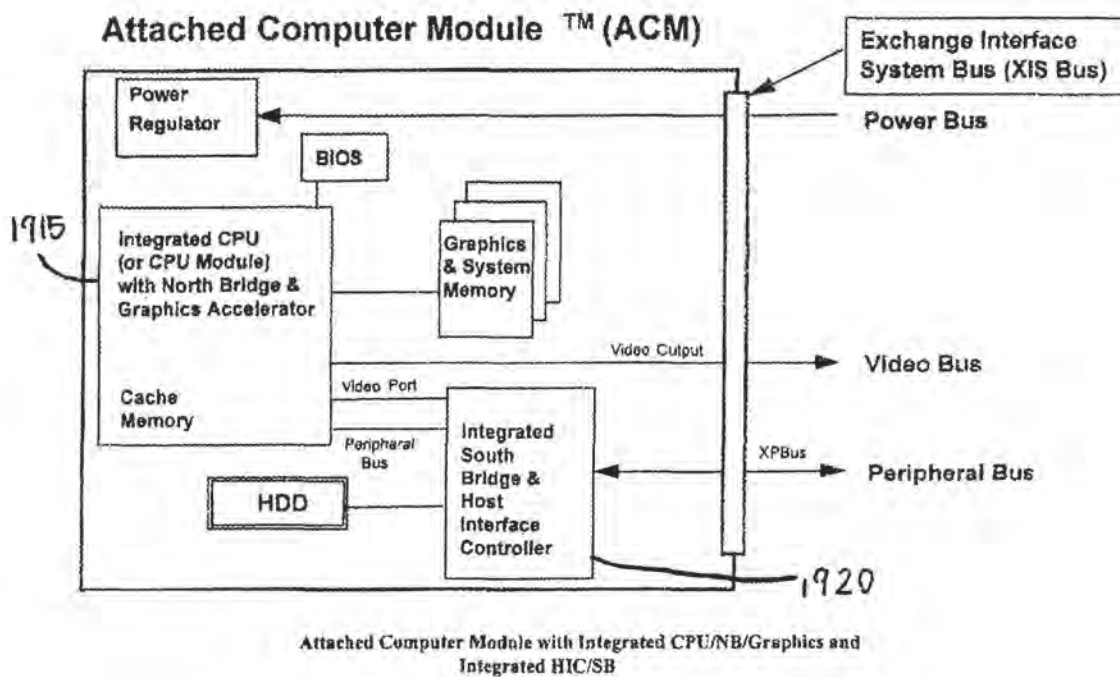 Attached Computer Module ™ (ACM)
Exchange Interface
System Bus (XIS Bus)
Power
Regulator
Power Bus
BIOS
1915
Integrated CPU
(or CPU Module)
with North Bridge &
Graphics Accelerator
Cache
Memory
Graphics
& System
Memory
Video Output
Video Bus
Video Port
Peripheral
Bus
Integrated
South
Bridge &
Host
Interface
Controller
XPBus
Peripheral Bus
HDD
1920
Attached Computer Module with Integrated CPU/NB/Graphics and
Integrated HIC/SB